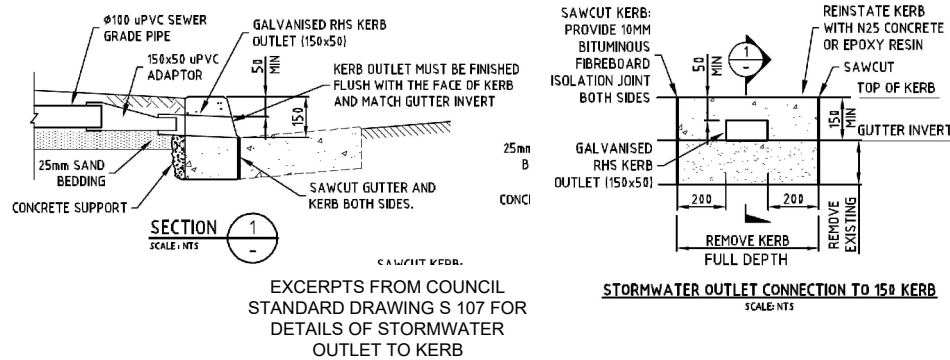 Ø100 uPVC SEWER
GRADE PIPE
150x50 uPVC
ADAPTOR
GALVANISED RHS KERB
OUTLET (150x50)
50
MIN
KERB OUTLET MUST BE FINISHED
FLUSH WITH THE FACE OF KERB
AND MATCH GUTTER INVERT
150
25mm SAND
BEDDING
CONCRETE SUPPORT
SAWCUT GUTTER AND
KERB BOTH SIDES.
SECTION
SCALE: NTS
1
-
25mm
B
CONCI
SAWCUT KERB:
EXCERPTS FROM COUNCIL
STANDARD DRAWING S 107 FOR
DETAILS OF STORMWATER
OUTLET TO KERB
SAWCUT KERB:
PROVIDE 10MM
BITUMINOUS
FIBREBOARD
ISOLATION JOINT
BOTH SIDES
1
-
50
MIN
REINSTATE KERB
WITH N25 CONCRETE
OR EPOXY RESIN
SAWCUT
TOP OF KERB
150
MIN
GUTTER INVERT
GALVANISED
RHS KERB
OUTLET (150x50)
200
200
REMOVE
EXISTING
REMOVE KERB
FULL DEPTH
STORMWATER OUTLET CONNECTION TO 150 KERB
SCALE: NTS